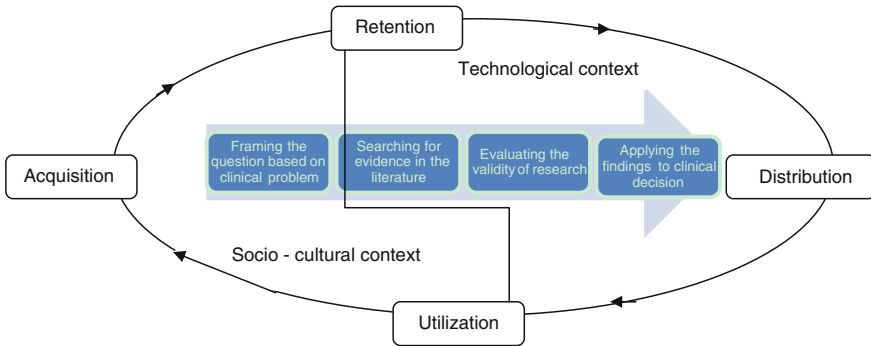 Retention
Technological context
Framing the
question based on
clinical problem
Searching for
evidence in the
literature
Evaluating the
validity of research
Applying the
findings to clinical
decision
Acquisition
Distribution
Socio - cultural context
Utilization